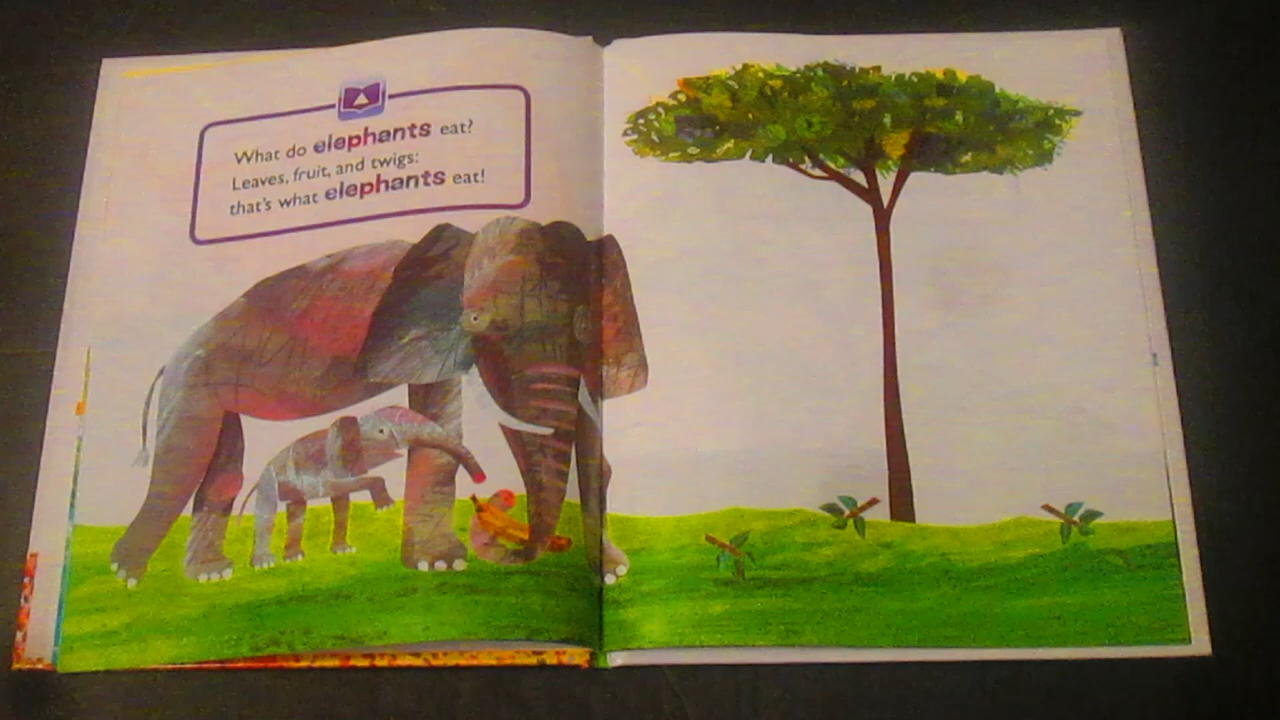 What do elephants eat?
Leaves, fruit, and twigs:
that's what elephants eat!